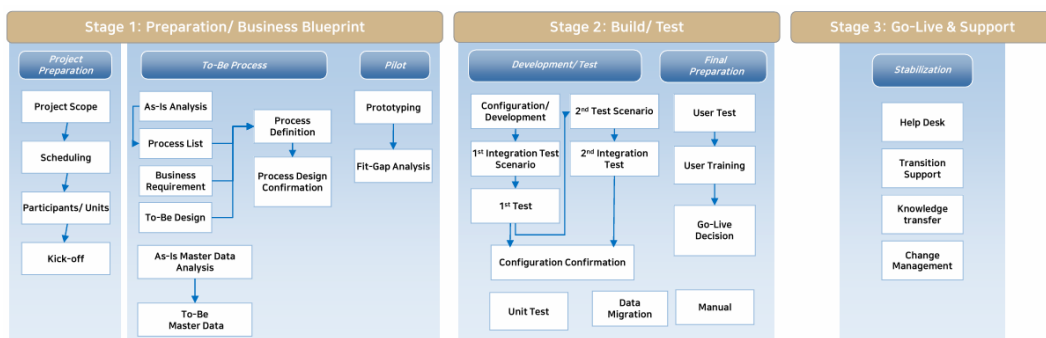 Stage 1: Preparation/ Business Blueprint
Project
Preparation
Project Scope
Scheduling
Participants/ Units
Kick-off
To-Be Process
As-Is Analysis
Process List
Business
Requirement
To-Be Design
Process
Definition
Process Design
Confirmation
As-Is Master Data
Analysis
To-Be
Master Data
Pilot
Prototyping
Fit-Gap Analysis
Stage 2: Build/ Test
Development/ Test
Configuration/
Development
1st Integration Test
Scenario
1st Test
2nd Test Scenario
2nd Integration
Test
Configuration Confirmation
Unit Test
Data
Migration
Final
Preparation
User Test
User Training
Go-Live
Decision
Manual
Stage 3: Go-Live & Support
Stabilization
Help Desk
Transition
Support
Knowledge
transfer
Change
Management